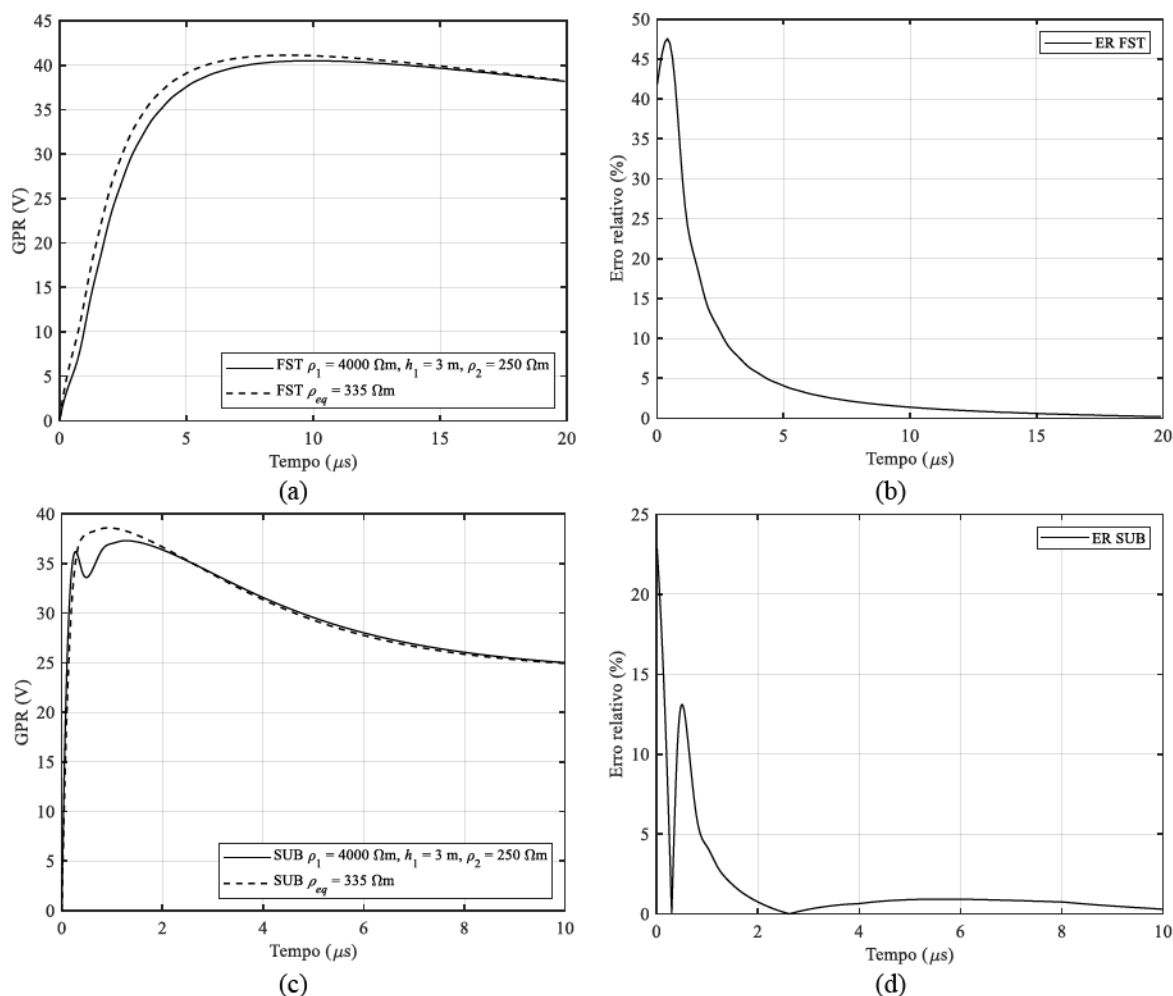 45
40
35
30
25
20
15
10
5
0
GPR (V)
FST ρ₁ = 4000 Ωm, h₁ = 3 m, ρ₂ = 250 Ωm
FST ρeq = 335 Ωm
0 5 10 15 20
Tempo (μs)
(a)
50
45
40
35
30
25
20
15
10
5
0
Erro relativo (%)
ER FST
0 5 10 15 20
Tempo (μs)
(b)
40
35
30
25
20
15
10
5
0
GPR (V)
SUB ρ₁ = 4000 Ωm, h₁ = 3 m, ρ₂ = 250 Ωm
SUB ρeq = 335 Ωm
0 2 4 6 8 10
Tempo (μs)
(c)
25
20
15
10
5
0
Erro relativo (%)
ER SUB
0 2 4 6 8 10
Tempo (μs)
(d)